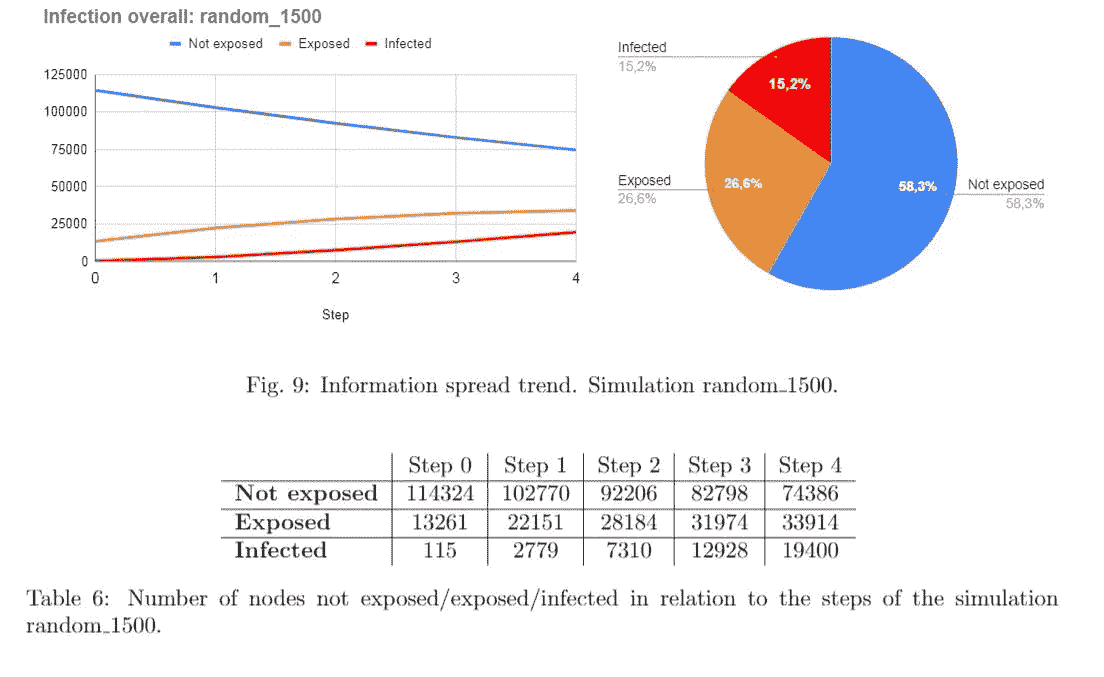 Infection overall: random_1500
Not exposed Exposed Infected
125000
100000
75000
50000
25000
0
0 1 2 3 4
Step
Infected
15,2%
15,2%
Exposed
26,6%
26,6%
58,3%
Not exposed
58,3%
Fig. 9: Information spread trend. Simulation random_1500.
Step 0 Step 1 Step 2 Step 3 Step 4
Not exposed 114324 102770 92206 82798 74386
Exposed 13261 22151 28184 31974 33914
Infected 115 2779 7310 12928 19400
Table 6: Number of nodes not exposed/exposed/infected in relation to the steps of the simulation
random_1500.